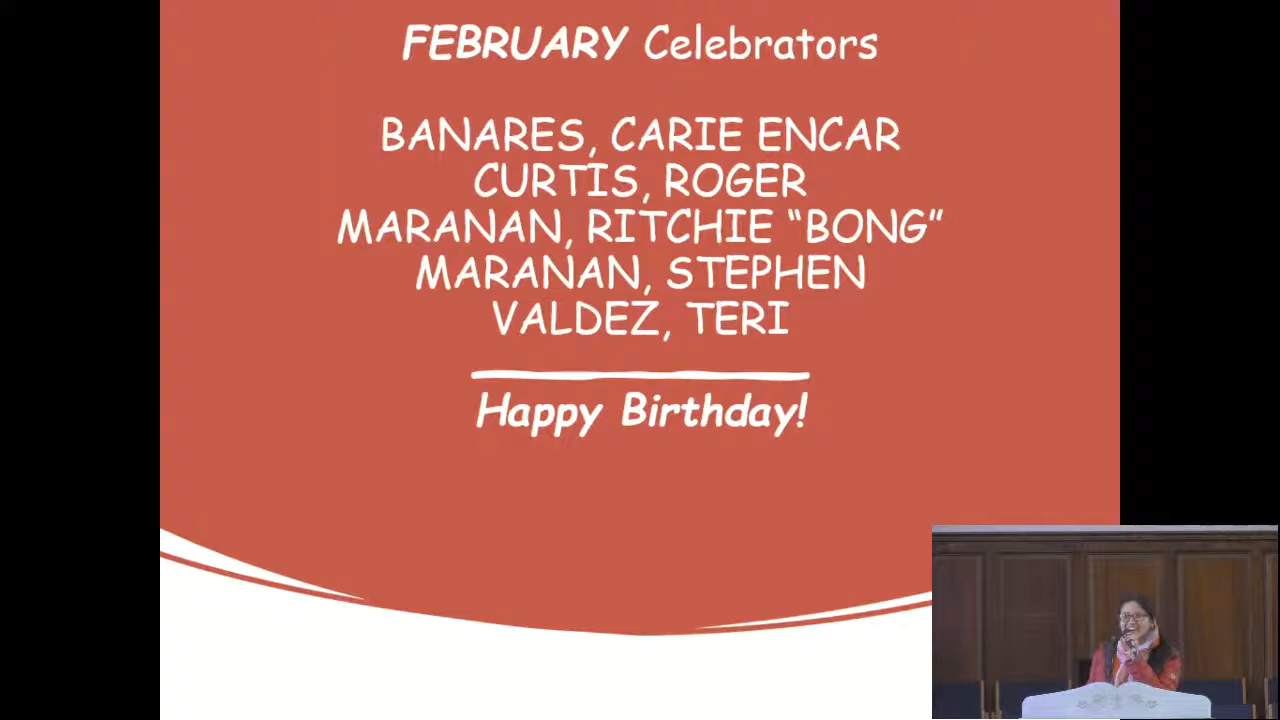 FEBRUARY Celebrators
BANARES, CARIE ENCAR
CURTIS, ROGER
MARANAN, RITCHIE “BONG”
MARANAN, STEPHEN
VALDEZ, TERI
Happy Birthday!